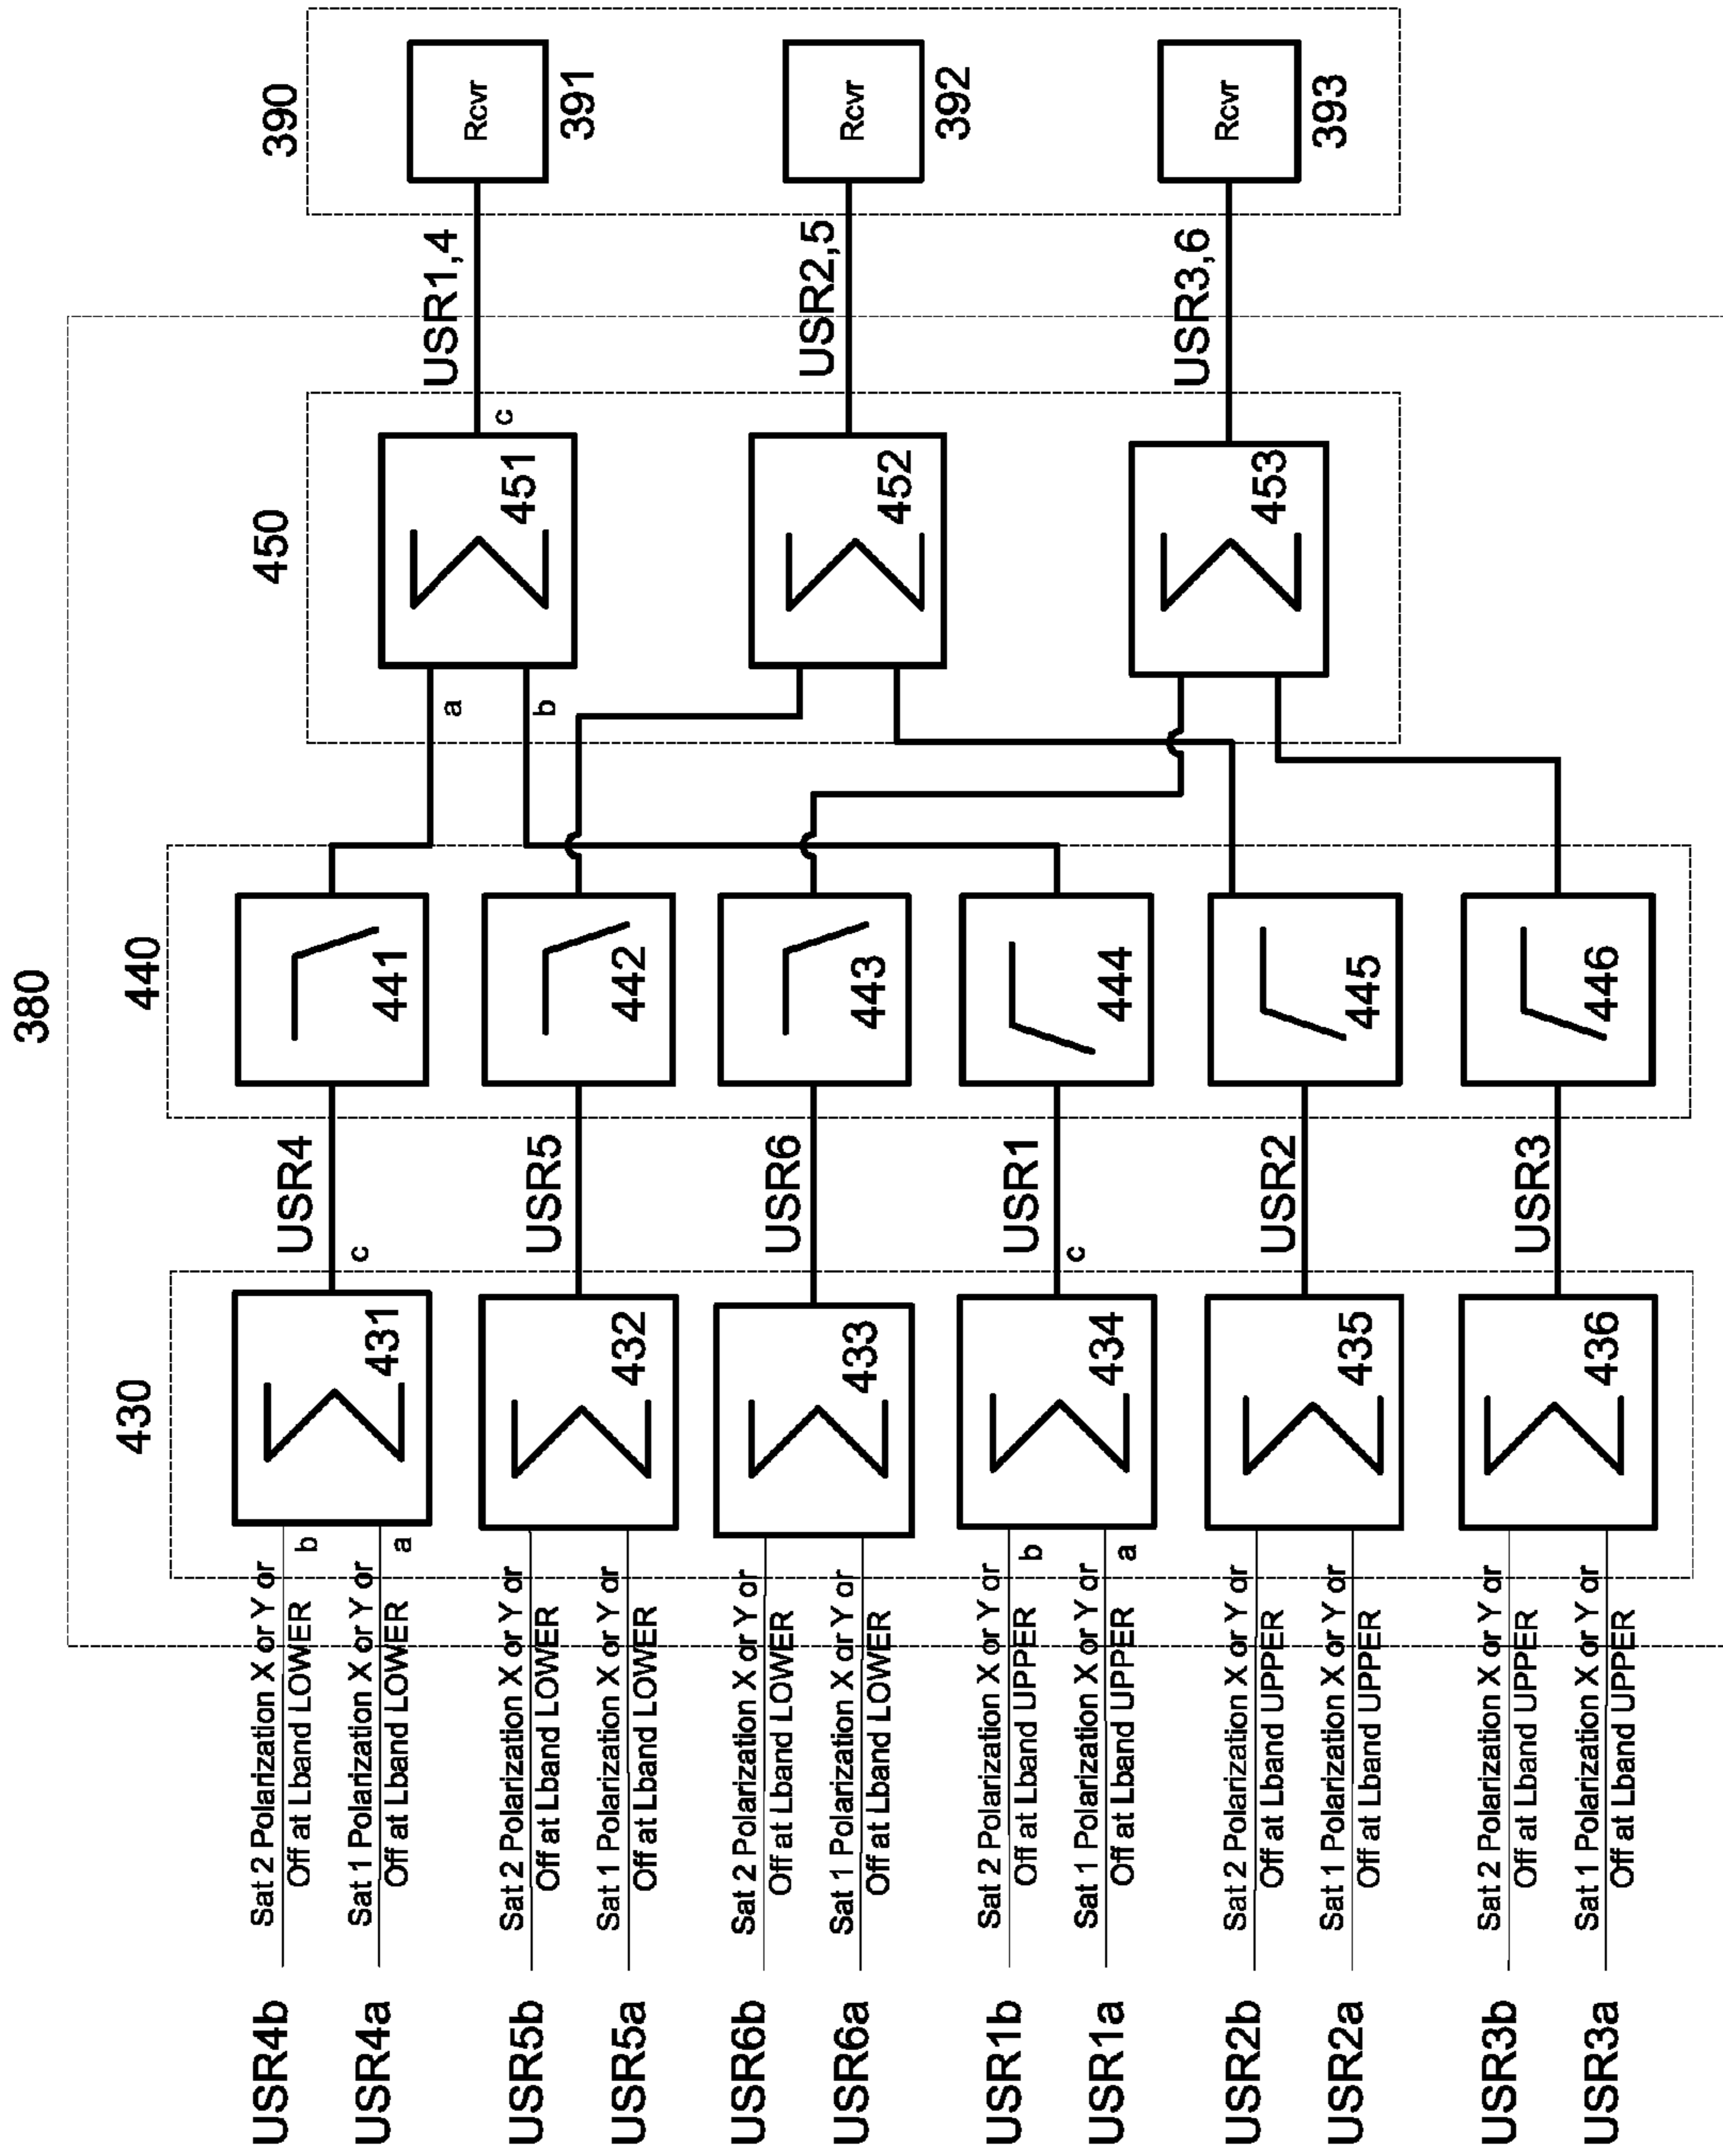 380
430
440
450
390
USR4b
Sat 2 Polarization X or Y or
Off at Lband LOWER
b
USR4a
Sat 1 Polarization X or Y or
Off at Lband LOWER
a
431
c
USR4
441
a
b
451
c
USR1,4
Rcvr
391
USR5b
Sat 2 Polarization X or Y or
Off at Lband LOWER
USR5a
Sat 1 Polarization X or Y or
Off at Lband LOWER
432
USR5
442
452
USR2,5
Rcvr
392
USR6b
Sat 2 Polarization X or Y or
Off at Lband LOWER
USR6a
Sat 1 Polarization X or Y or
Off at Lband LOWER
433
USR6
443
453
USR3,6
Rcvr
393
USR1b
Sat 2 Polarization X or Y or
Off at Lband UPPER
b
USR1a
Sat 1 Polarization X or Y or
Off at Lband UPPER
a
434
c
USR1
444
USR2b
Sat 2 Polarization X or Y or
Off at Lband UPPER
USR2a
Sat 1 Polarization X or Y or
Off at Lband UPPER
435
USR2
445
USR3b
Sat 2 Polarization X or Y or
Off at Lband UPPER
USR3a
Sat 1 Polarization X or Y or
Off at Lband UPPER
436
USR3
446